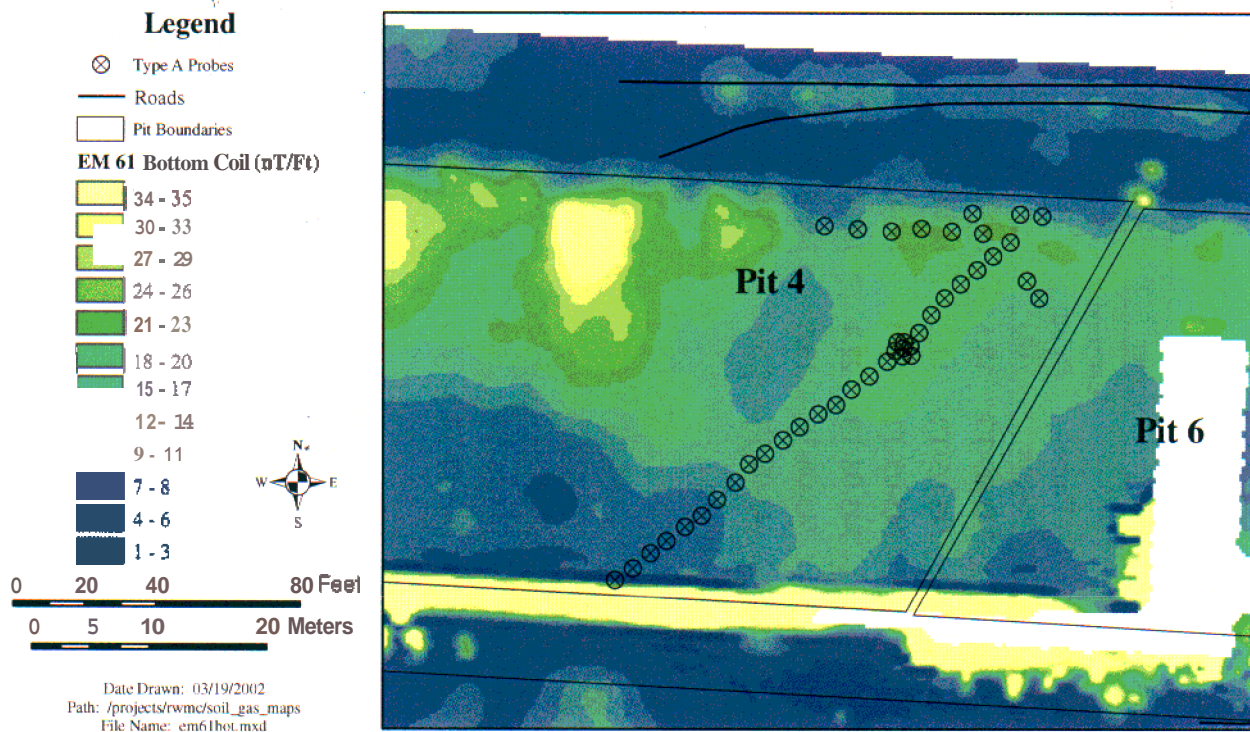 Legend
Type A Probes
Roads
Pit Boundaries
EM 61 Bottom Coil (nT/Ft)
34 - 35
30 - 33
27 - 29
24 - 26
21 - 23
18 - 20
15 - 17
12 - 14
9 - 11
7 - 8
4 - 6
1 - 3
N
W E
S
0 20 40 80 Feet
0 5 10 20 Meters
Date Drawn: 03/19/2002
Path: /projects/rwmc/soil_gas_maps
File Name: em61bot.mxd
Pit 4
Pit 6